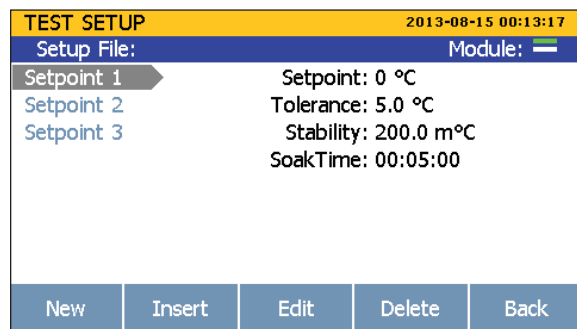 TEST SETUP 2013-08-15 00:13:17
Setup File: Module:
Setpoint 1 Setpoint: 0 °C
Setpoint 2 Tolerance: 5.0 °C
Setpoint 3 Stability: 200.0 m°C
SoakTime: 00:05:00
New Insert Edit Delete Back